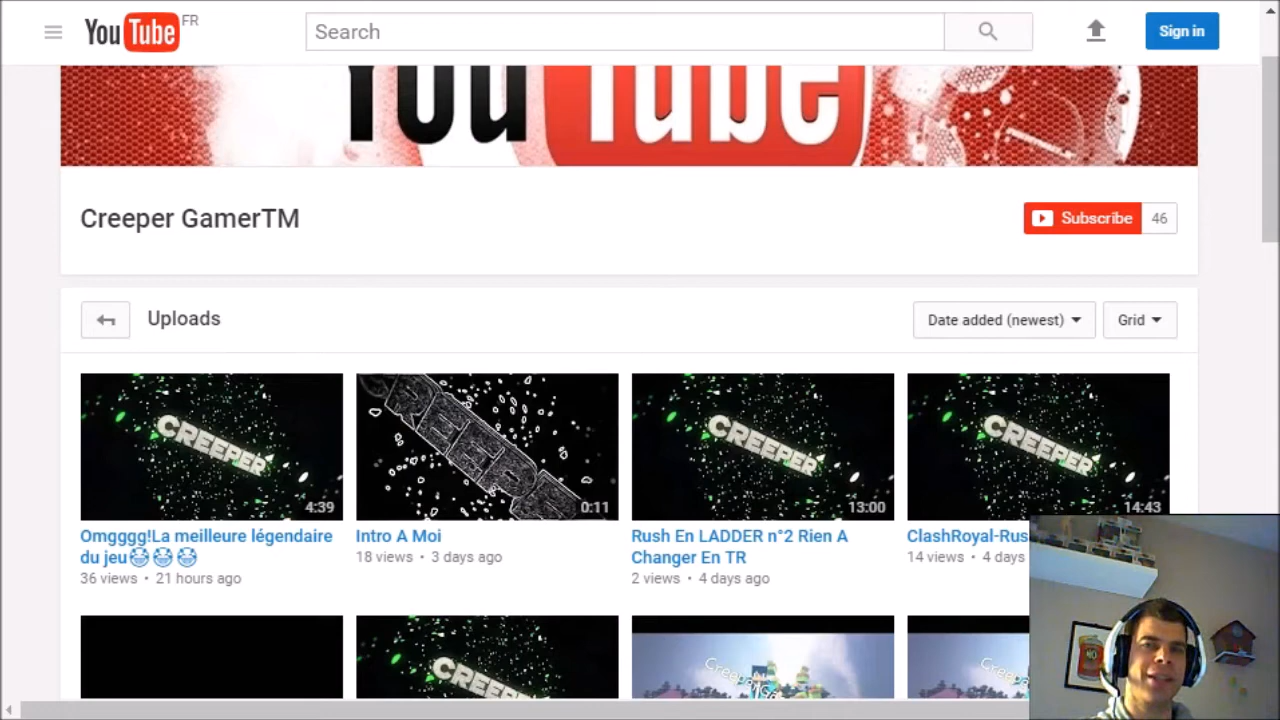 YouTube FR
Search
Sign in
YouTube
Creeper GamerTM
Subscribe 46
Uploads
Date added (newest)
Grid
CREEPER
4:39
0:11
CREEPER
13:00
CREEPER
14:43
Omgggg!La meilleure légendaire
du jeu😂😂😂
36 views • 21 hours ago
Intro A Moi
18 views • 3 days ago
Rush En LADDER n°2 Rien A
Changer En TR
2 views • 4 days ago
ClashRoyal-Rus
14 views • 4 days
CREEPER
NO